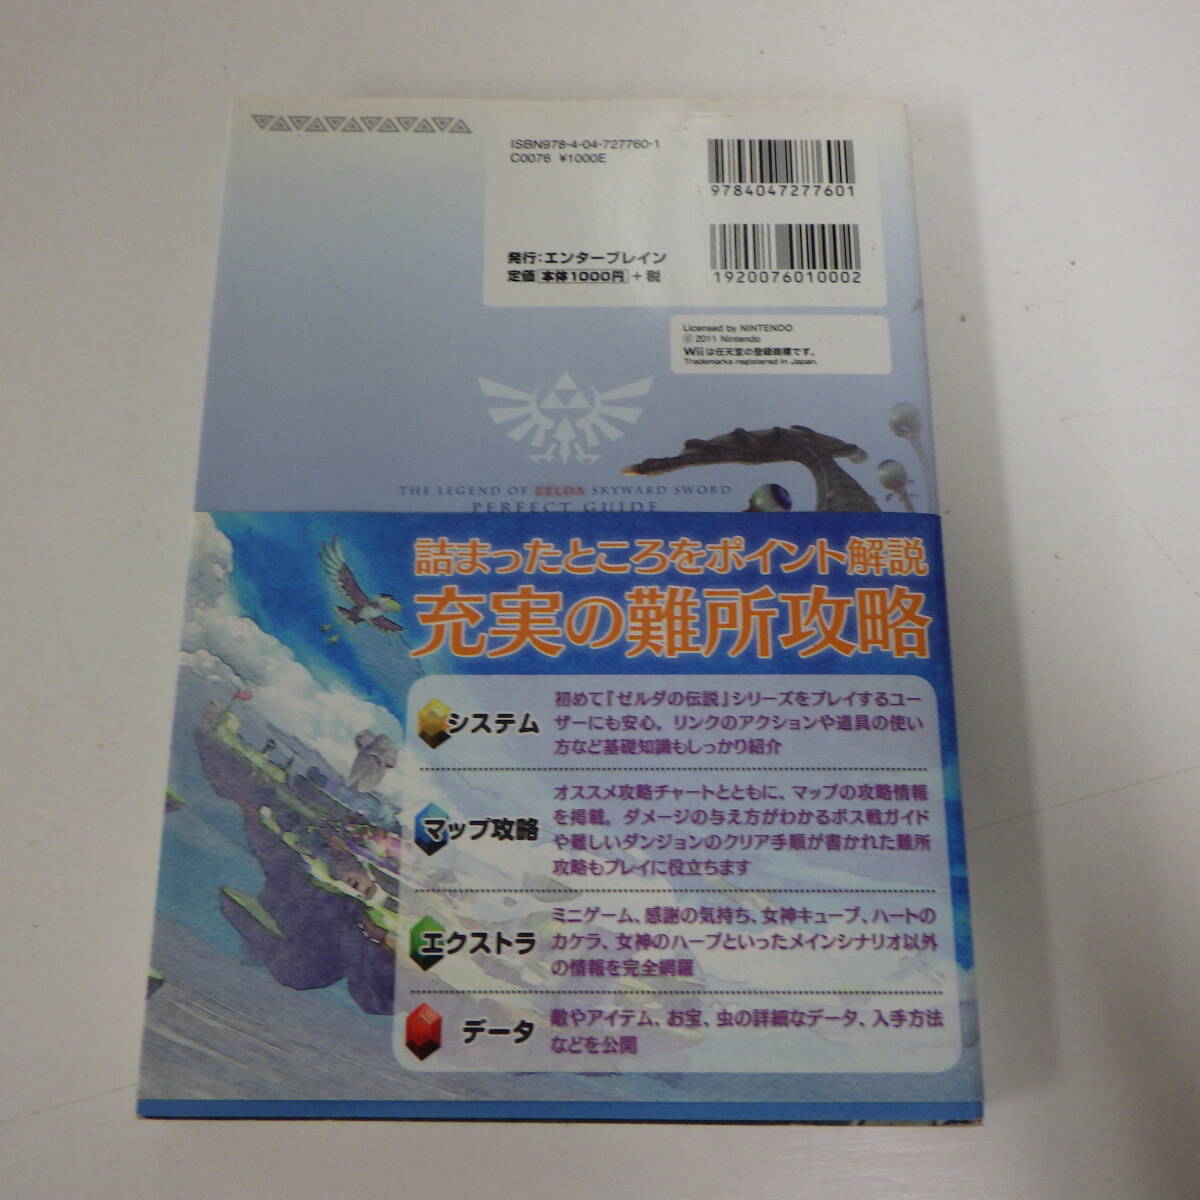 ISBN978-4-04-727760-1
C0076 ¥1000E
9784047277601
発行:エンターブレイン
定価 本体1000円 +税
1920076010002
Licensed by NINTENDO
© 2011 Nintendo
Wiiは任天堂の登録商標です。
Trademarks registered in Japan.
THE LEGEND OF ZELDA SKYWARD SWORD
PERFECT GUIDE
詰まったところをポイント解説
充実の難所攻略
システム
初めて『ゼルダの伝説』シリーズをプレイするユー
ザーにも安心。リンクのアクションや道具の使い
方など基礎知識もしっかり紹介
マップ攻略
オススメ攻略チャートとともに、マップの攻略情報
を掲載。ダメージの与え方がわかるボス戦ガイド
や難しいダンジョンのクリア手順が書かれた難所
攻略もプレイに役立ちます
エクストラ
ミニゲーム、感謝の気持ち、女神キューブ、ハートの
カケラ、女神のハープといったメインシナリオ以外
の情報を完全網羅
データ
敵やアイテム、お宝、虫の詳細なデータ、入手方法
などを公開